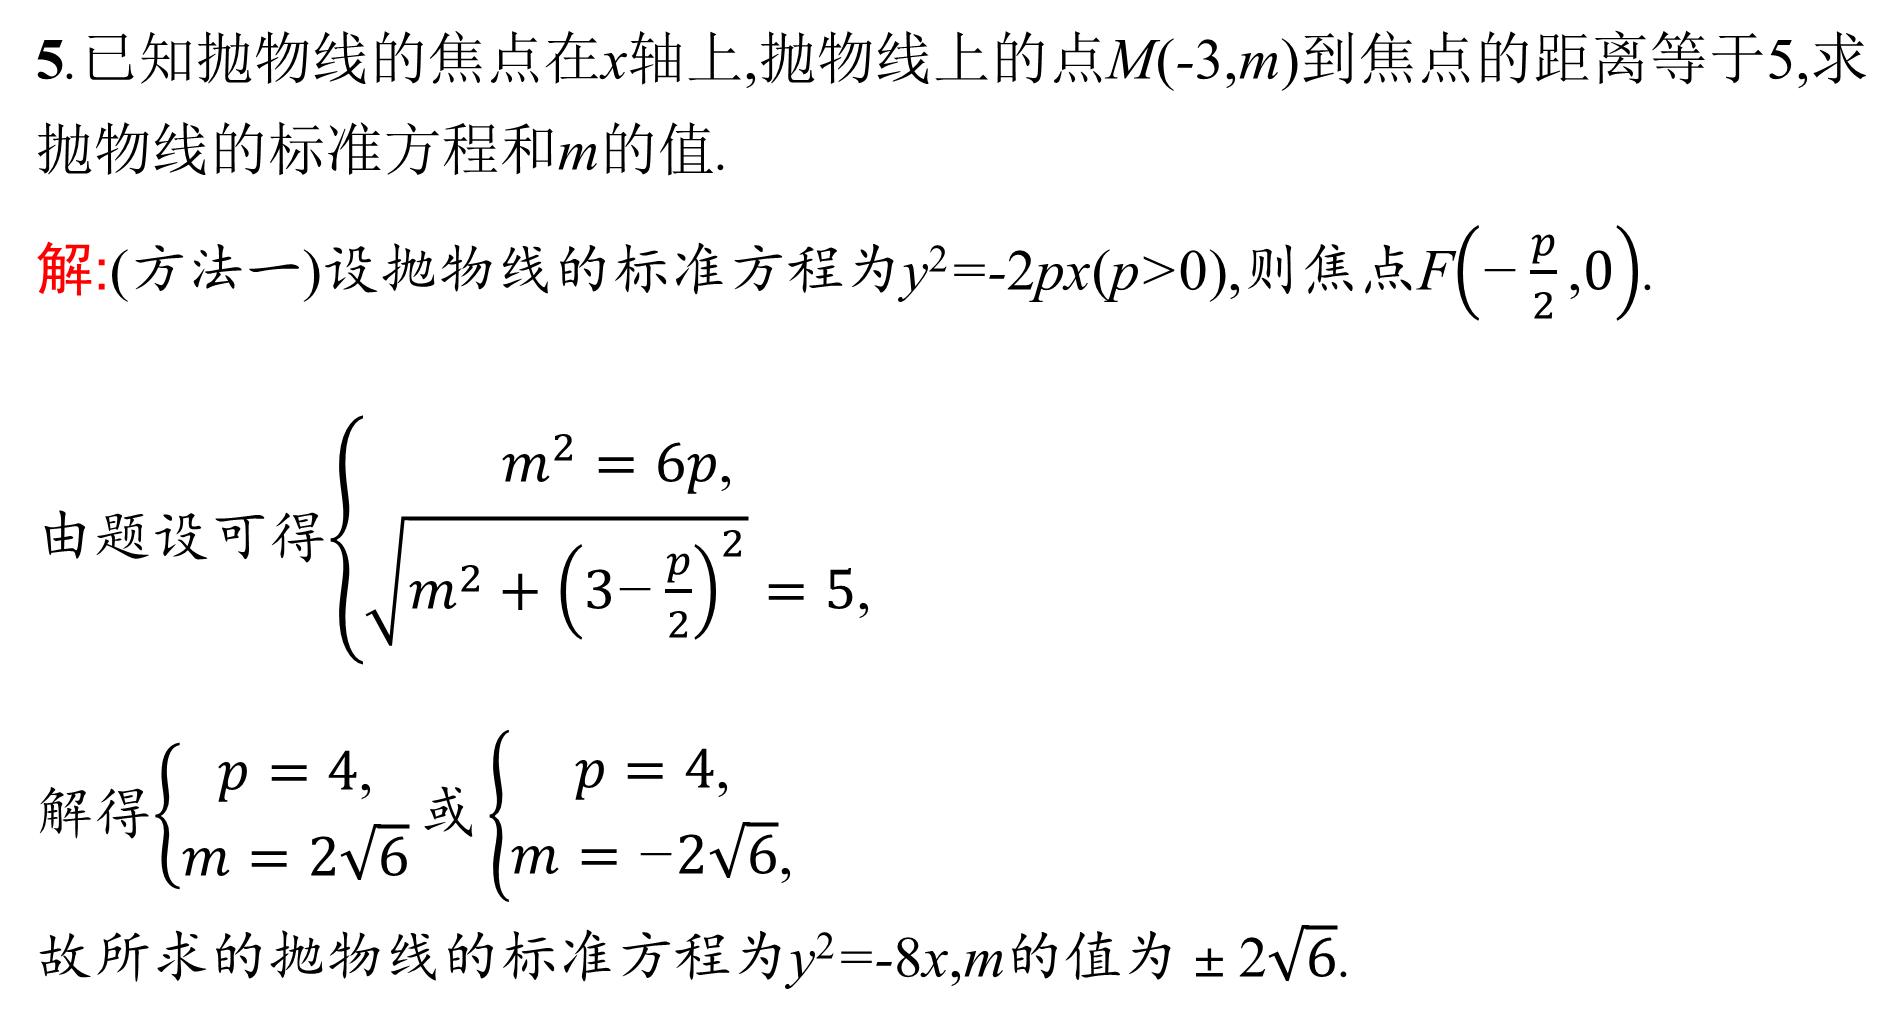 5.已知抛物线的焦点在x轴上,抛物线上的点M(-3,m)到焦点的距离等于5,求
抛物线的标准方程和m的值.
解:(方法一)设抛物线的标准方程为y²=-2px(p>0),则焦点F(−p/2,0).
由题设可得{m² = 6p,
√(m² + (3−p/2)²) = 5,
解得{p = 4, m = 2√6 或 {p = 4, m = −2√6,
故所求的抛物线的标准方程为y²=-8x,m的值为 ± 2√6.